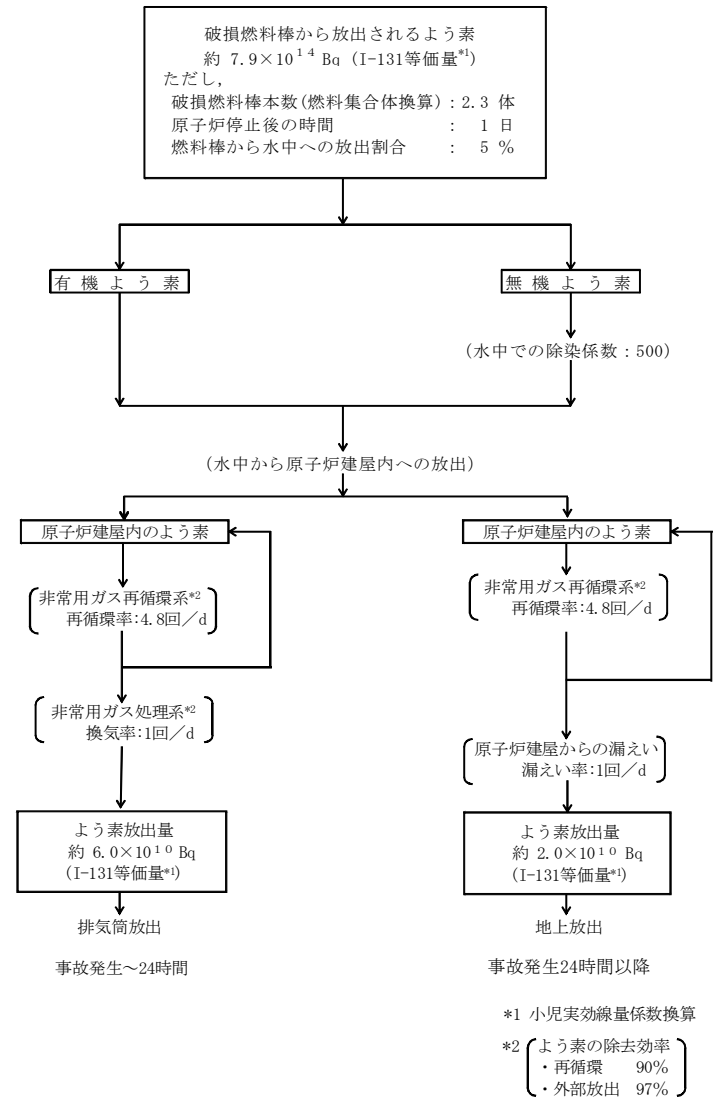 破損燃料棒から放出されるよう素
約 7.9×10¹⁴ Bq (I-131等価量*¹)
ただし,
破損燃料棒本数(燃料集合体換算) : 2.3 体
原子炉停止後の時間 : 1 日
燃料棒から水中への放出割合 : 5 %
有 機 よ う 素
無 機 よ う 素
(水中での除染係数 : 500)
(水中から原子炉建屋内への放出)
原子炉建屋内のよう素
原子炉建屋内のよう素
非常用ガス再循環系*²
再循環率:4.8回/d
非常用ガス再循環系*²
再循環率:4.8回/d
非常用ガス処理系*²
換気率:1回/d
原子炉建屋からの漏えい
漏えい率:1回/d
よう素放出量
約 6.0×10¹⁰ Bq
(I-131等価量*¹)
よう素放出量
約 2.0×10¹⁰ Bq
(I-131等価量*¹)
排気筒放出
地上放出
事故発生~24時間
事故発生24時間以降
*1 小児実効線量係数換算
*2 よう素の除去効率
・再循環 90%
・外部放出 97%